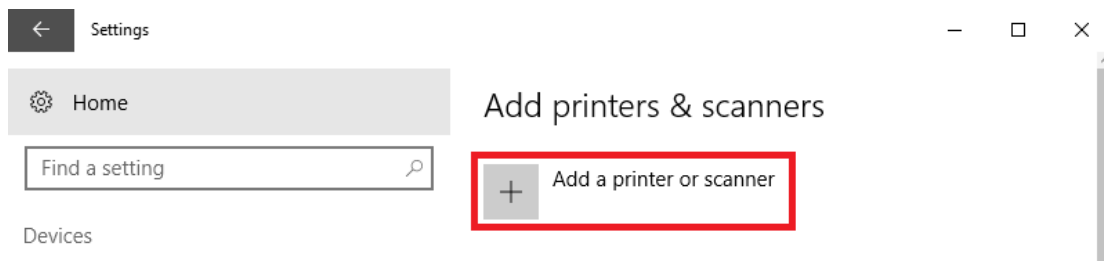 Settings
Home
Find a setting
Devices
Add printers & scanners
Add a printer or scanner